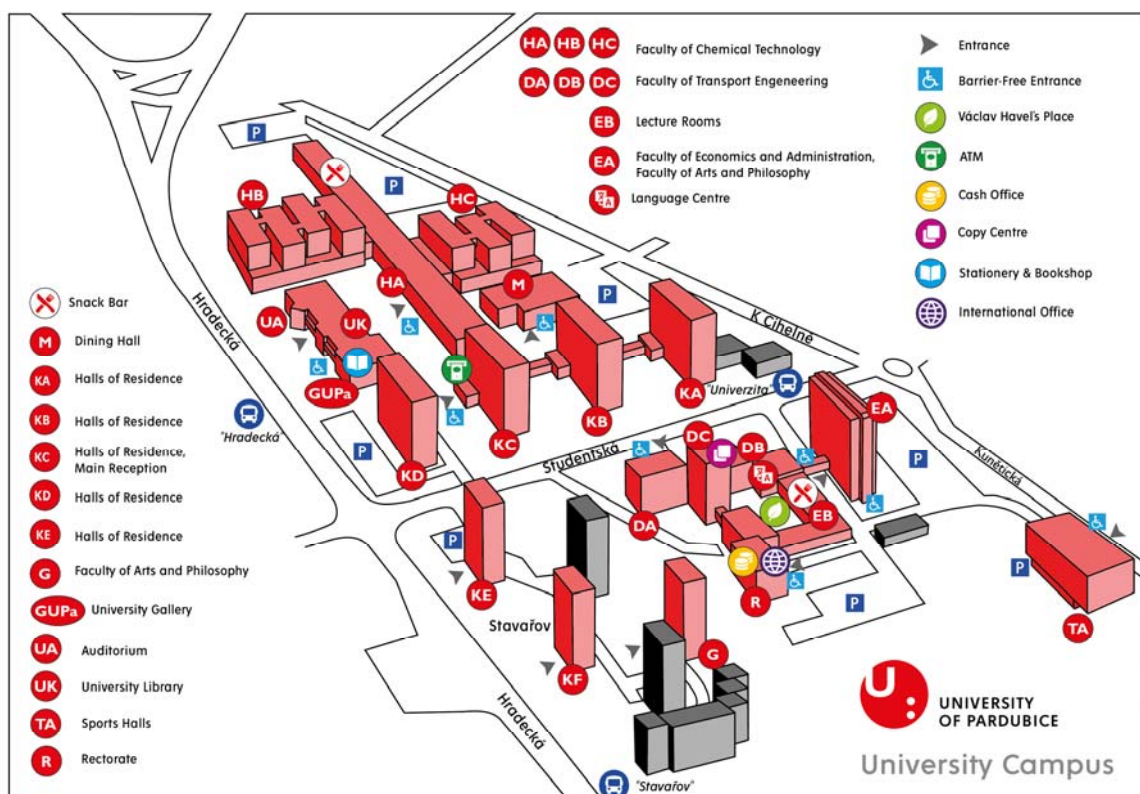 HA HB HC Faculty of Chemical Technology
DA DB DC Faculty of Transport Engeneering
EB Lecture Rooms
EA Faculty of Economics and Administration,
Faculty of Arts and Philosophy
Language Centre
Entrance
Barrier-Free Entrance
Václav Havel's Place
ATM
Cash Office
Copy Centre
Stationery & Bookshop
International Office
Snack Bar
M Dining Hall
KA Halls of Residence
KB Halls of Residence
KC Halls of Residence,
Main Reception
KD Halls of Residence
KE Halls of Residence
G Faculty of Arts and Philosophy
GUPa University Gallery
UA Auditorium
UK University Library
TA Sports Halls
R Rectorate
P
P
HB
HC
HA
M
P
UA
UK
GUPa
KA
KB
KC
KD
P
Hradecká
"Hradecká"
K Cihelně
"Univerzita"
Studentská
EA
DC
DB
DA
EB
P
Kunětická
P
TA
P
KE
R
P
Stavařov
KF
G
Hradecká
"Stavařov"
U:
UNIVERSITY
OF PARDUBICE
University Campus